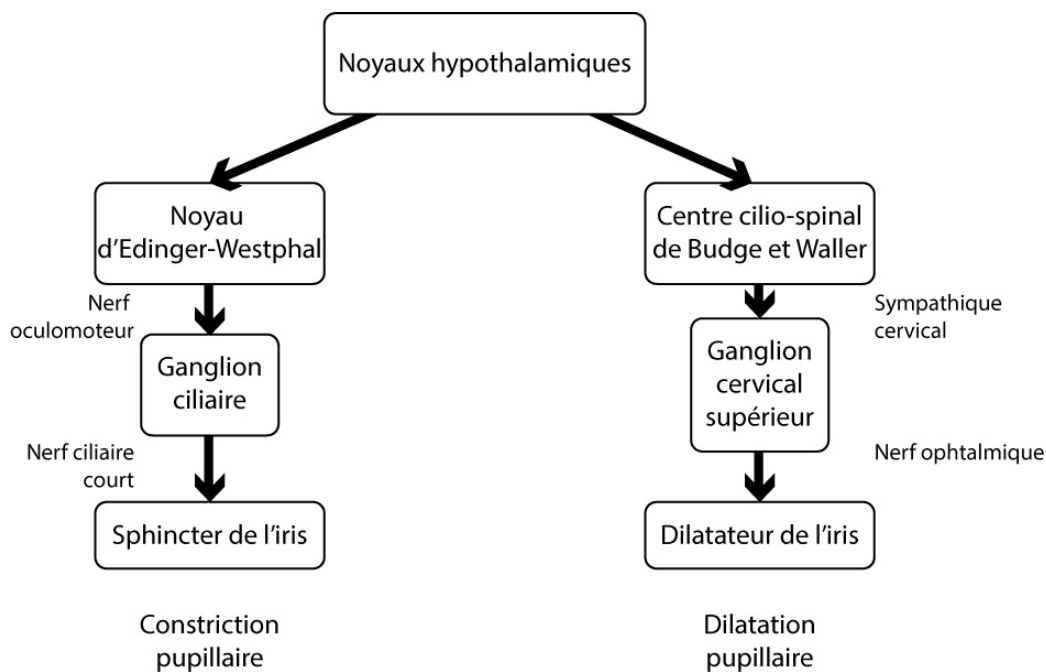 Noyaux hypothalamiques
Noyau
d'Edinger-Westphal
Centre cilio-spinal
de Budge et Waller
Nerf
oculomoteur
Sympathique
cervical
Ganglion
ciliaire
Ganglion
cervical
supérieur
Nerf ciliaire
court
Nerf ophtalmique
Sphincter de l'iris
Dilatateur de l'iris
Constriction
pupillaire
Dilatation
pupillaire